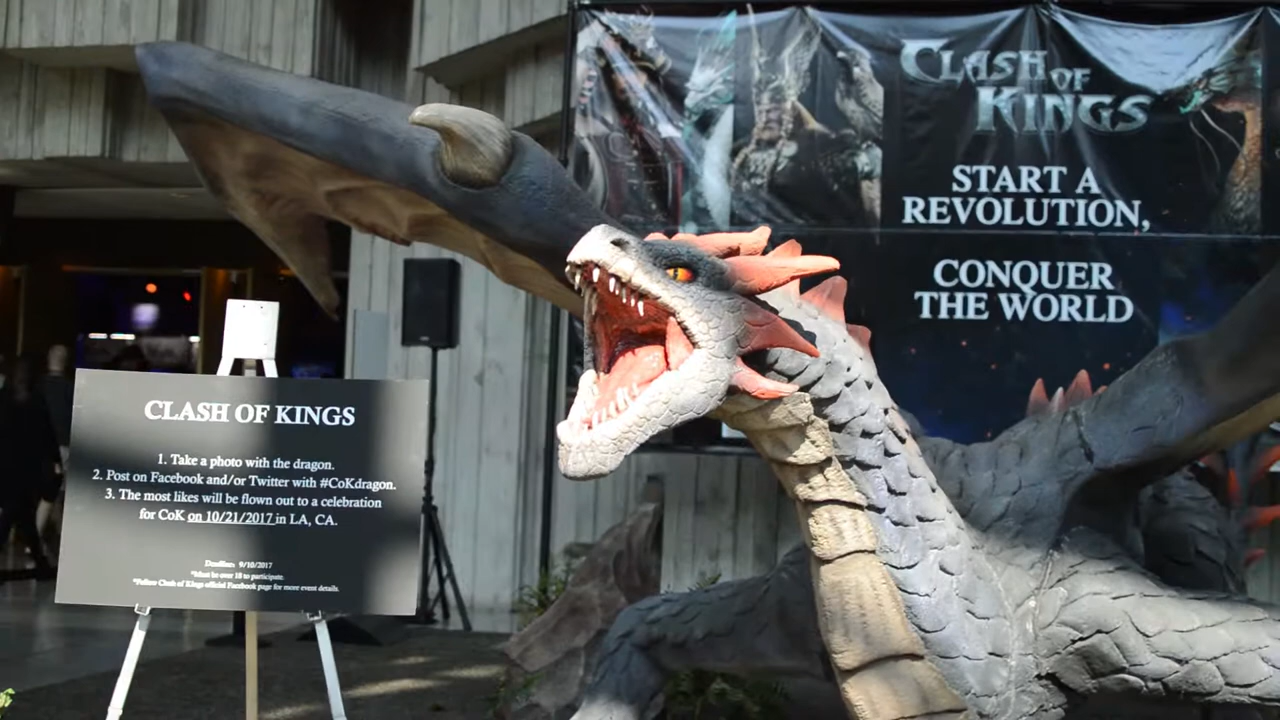 CLASH OF KINGS
1. Take a photo with the dragon.
2. Post on Facebook and/or Twitter with #CoKdragon.
3. The most likes will be flown out to a celebration
for CoK on 10/21/2017 in LA, CA.
Deadline: 9/10/2017
*Must be over 18 to participate.
*Follow Clash of Kings official Facebook page for more event details.
CLASH OF
KINGS
START A
REVOLUTION,
CONQUER
THE WORLD